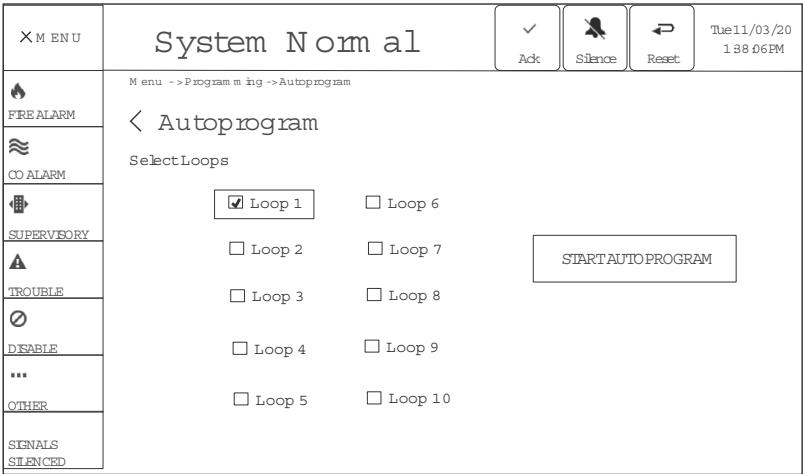 X MENU
System Normal
Ack
Silence
Reset
Tue 11/03/20
1:38:06 PM
Menu ->Programming->Autoprogram
FIRE ALARM
CO ALARM
SUPERVISORY
TROUBLE
DISABLE
OTHER
SIGNALS
SILENCED
< Autoprogram
Select Loops
Loop 1
Loop 6
Loop 2
Loop 7
Loop 3
Loop 8
Loop 4
Loop 9
Loop 5
Loop 10
START AUTOPROGRAM